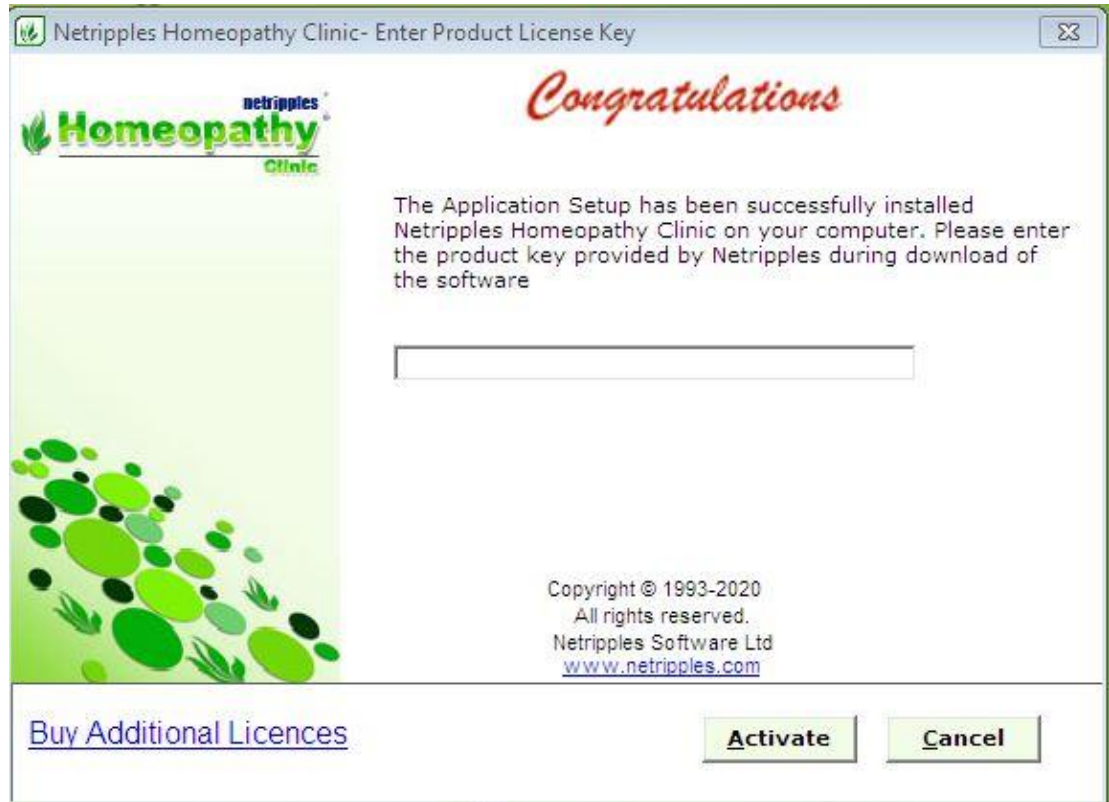 Netripples Homeopathy Clinic- Enter Product License Key
netripples
Homeopathy
Clinic
Congratulations
The Application Setup has been successfully installed
Netripples Homeopathy Clinic on your computer. Please enter
the product key provided by Netripples during download of
the software
Copyright © 1993-2020
All rights reserved.
Netripples Software Ltd
www.netripples.com
Buy Additional Licences
Activate
Cancel